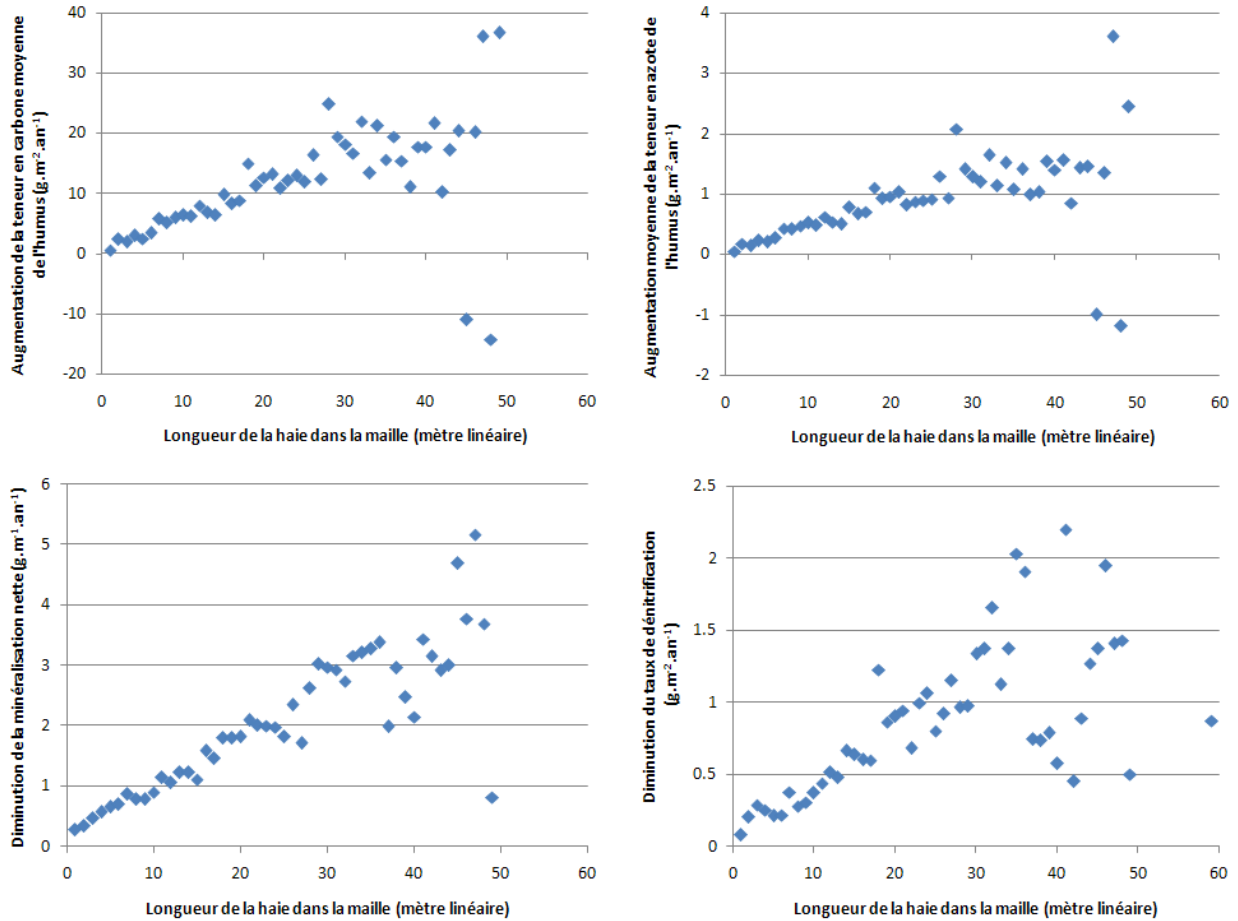 Augmentation de la teneur en carbone moyenne
de l'humus (g.m⁻².an⁻¹)
40
30
20
10
0
-10
-20
0 10 20 30 40 50 60
Longueur de la haie dans la maille (mètre linéaire)
Augmentation moyenne de la teneur en azote de
l'humus (g.m⁻².an⁻¹)
4
3
2
1
0
-1
-2
0 10 20 30 40 50 60
Longueur de la haie dans la maille (mètre linéaire)
Diminution de la minéralisation nette (g.m⁻¹.an⁻¹)
6
5
4
3
2
1
0
0 10 20 30 40 50 60
Longueur de la haie dans la maille (mètre linéaire)
Diminution du taux de dénitrification
(g.m⁻².an⁻¹)
2.5
2
1.5
1
0.5
0
0 10 20 30 40 50 60
Longueur de la haie dans la maille (mètre linéaire)